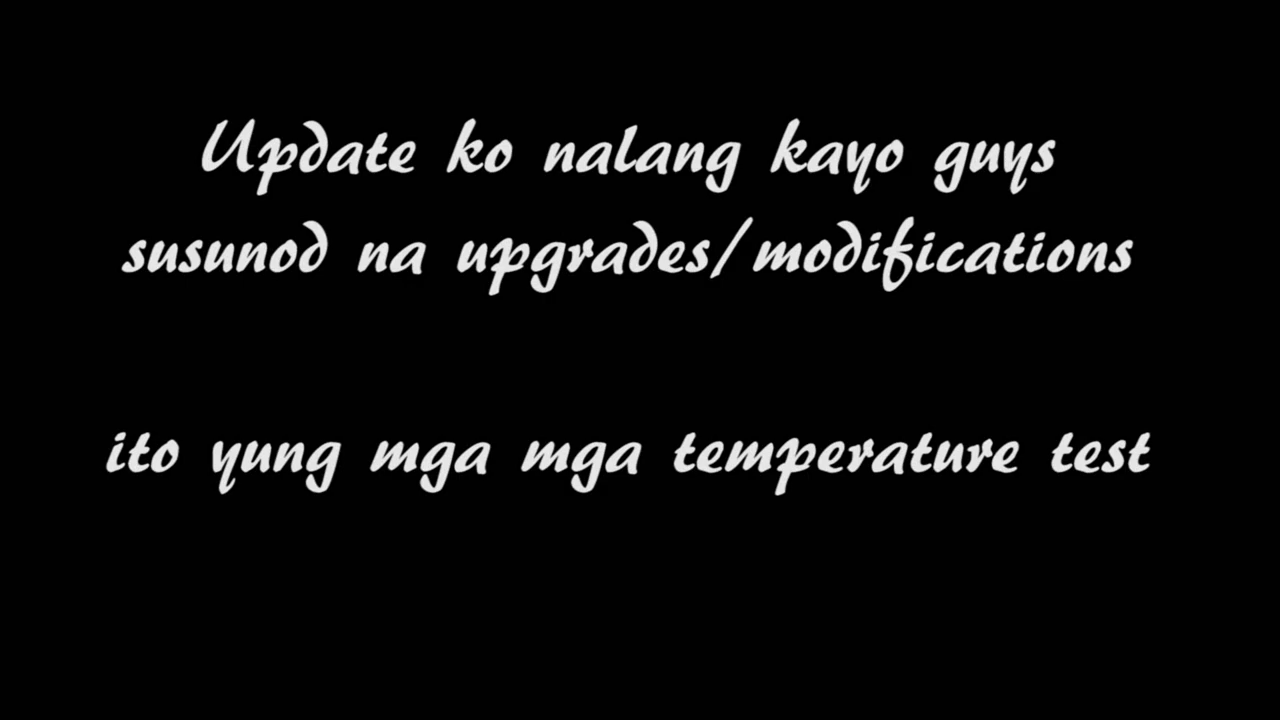 Update ko nalang kayo guys
susunod na upgrades/modifications
ito yung mga mga temperature test